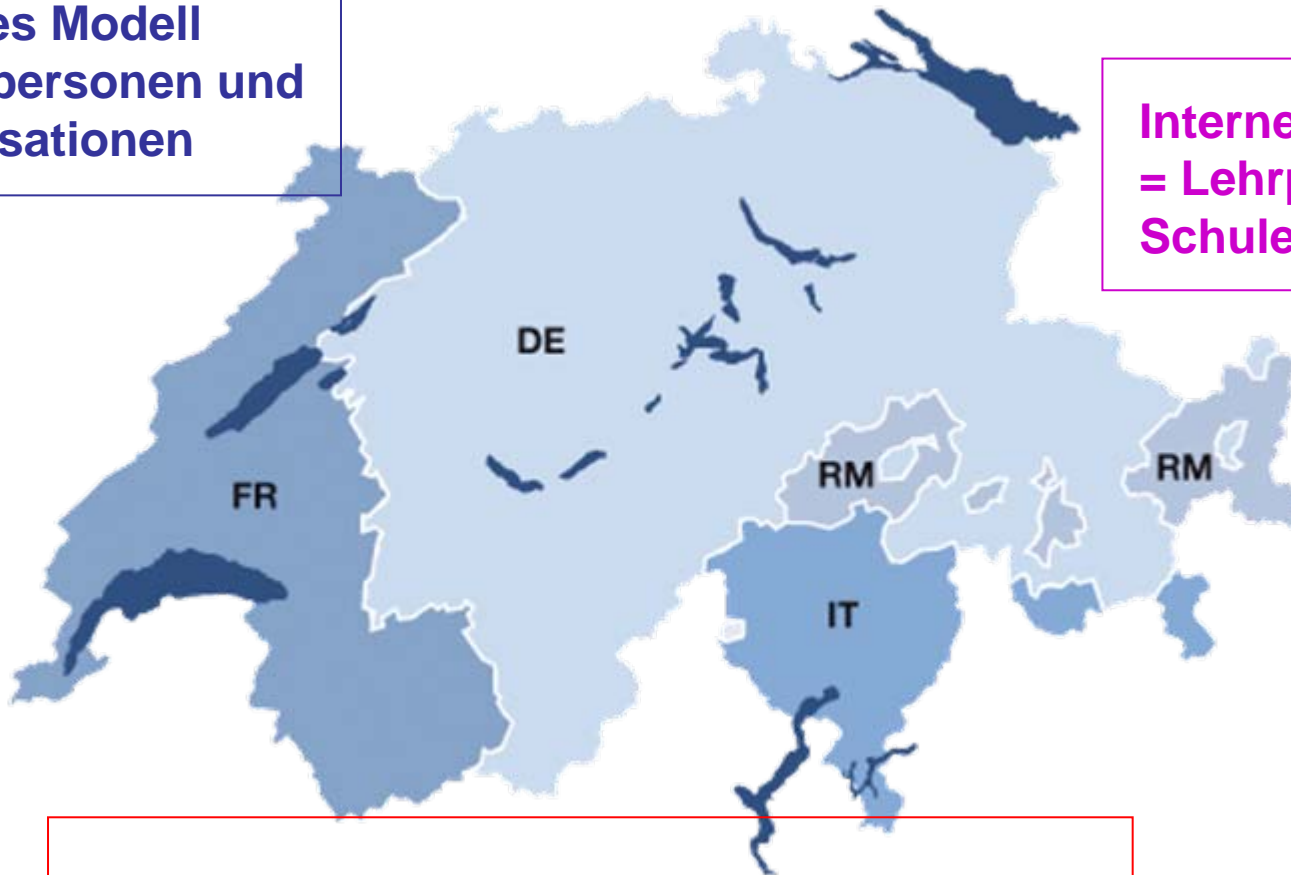 es Modell
personen und
sationen
Interne
= Lehrp
Schule
DE
FR
RM
RM
IT